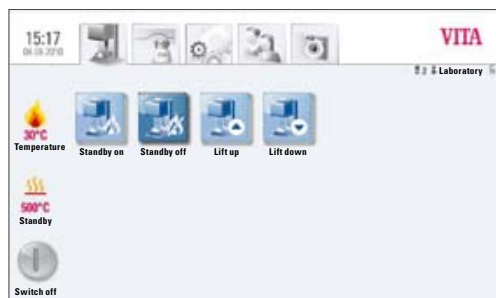 15:17
VITA
Laboratory
30°C
Temperature
Standby on
Standby off
Lift up
Lift down
500°C
Standby
Switch off